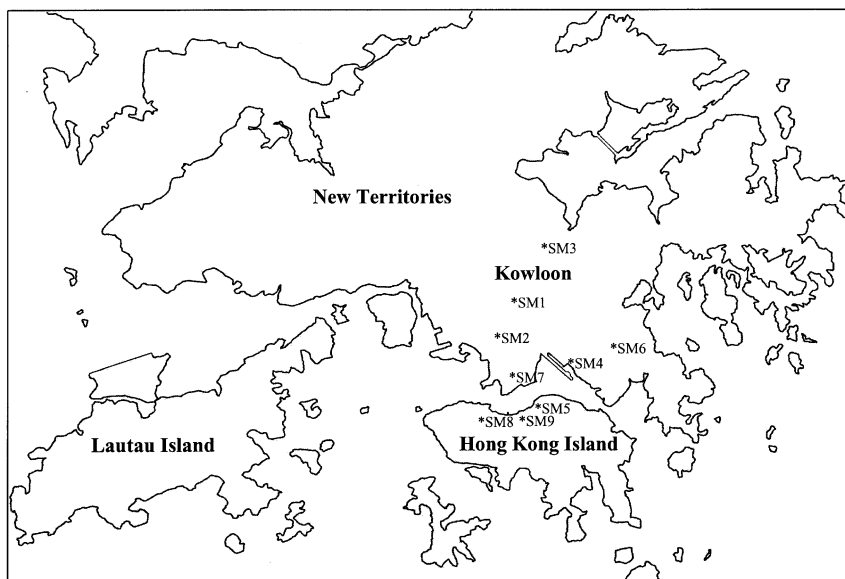 New Territories
*SM3
Kowloon
*SM1
*SM2
*SM6
*SM4
*SM7
*SM5
*SM8
*SM9
Lautau Island
Hong Kong Island